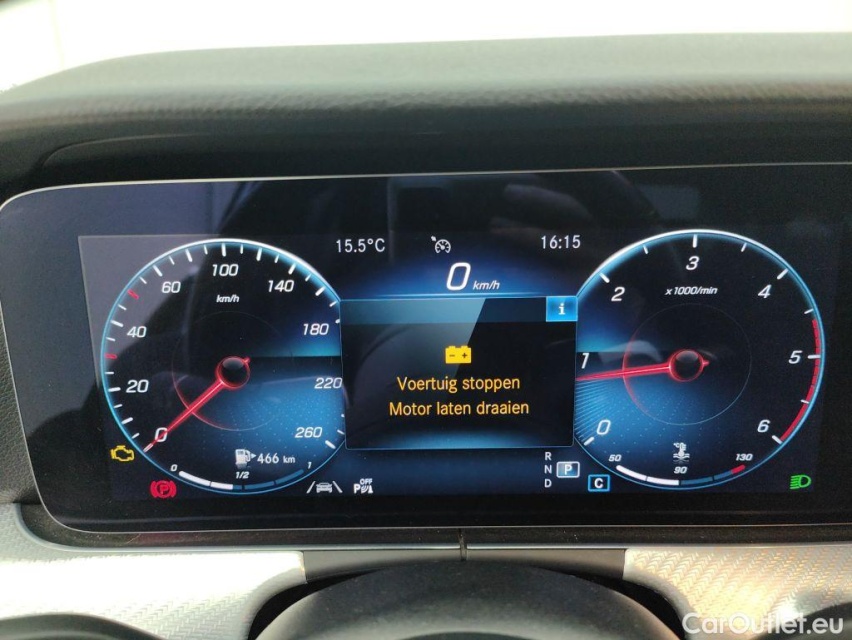 15.5°C
16:15
0 km/h
100
60
140
km/h
40
180
20
220
0
260
466 km
0
1/2
1
i
Voertuig stoppen
Motor laten draaien
3
2
4
x1000/min
1
5
0
6
50
90
130
P
OFF
P
R
N
P
D
C
CarOutlet.eu